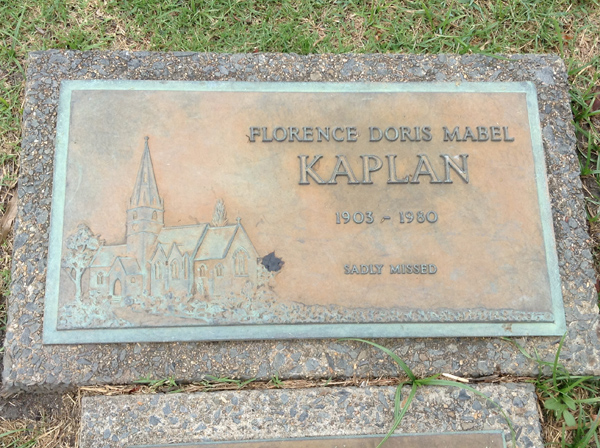 FLORENCE DORIS MABEL
KAPLAN
1903 - 1980
SADLY MISSED